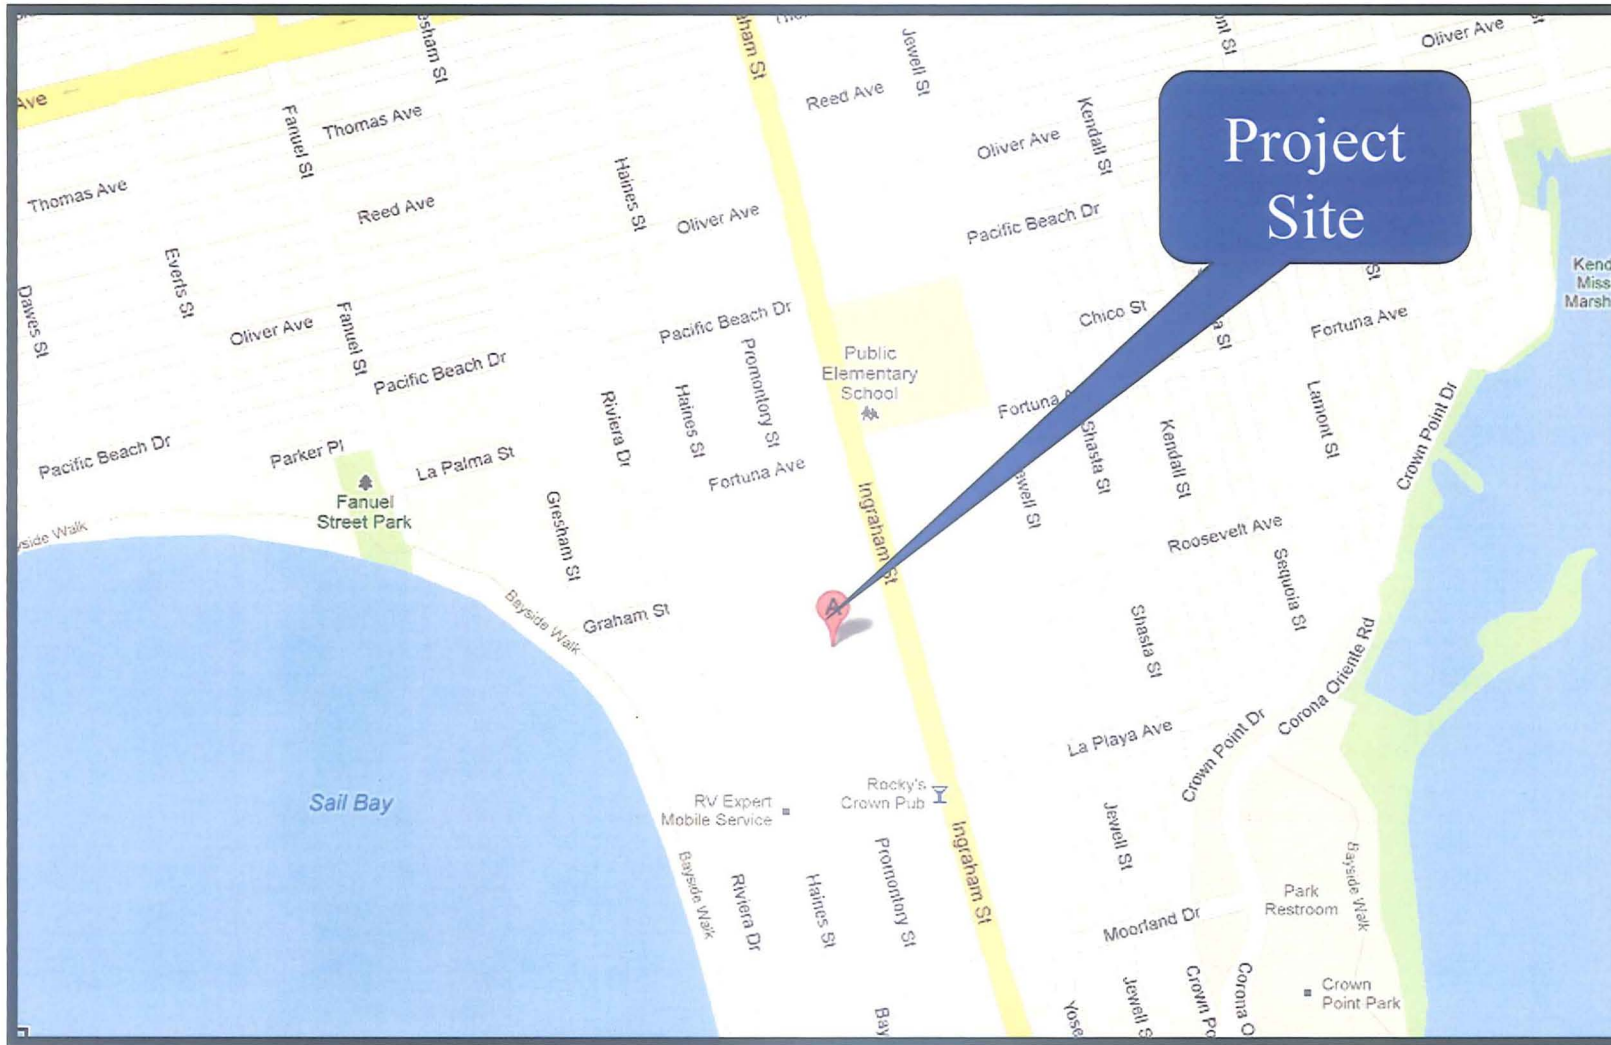 Oliver Ave
Ave
Thomas Ave
Fanuel St
Jewell St
Reed Ave
Kendall St
Oliver Ave
Project
Site
Thomas Ave
Reed Ave
Haines St
Oliver Ave
Pacific Beach Dr
Everts St
Dawes St
Oliver Ave
Fanuel St
Pacific Beach Dr
Pacific Beach Dr
Promontory St
Chico St
Fortuna Ave
Public
Elementary
School
Fortuna
Riviera Dr
Haines St
Shasta St
Kendall St
Lamont St
Crown Point Dr
Pacific Beach Dr
Parker Pl
La Palma St
Fortuna Ave
Fanuel
Street Park
Gresham St
Ingraham St
Roosevelt Ave
Sequoia St
Bayside Walk
Graham St
A
Shasta St
Corona Oriente Rd
La Playa Ave
Crown Point Dr
Sail Bay
RV Expert
Mobile Service
Rocky's
Crown Pub
Jewell St
Ingraham St
Bayside Walk
Riviera Dr
Haines St
Promontory St
Bayside Walk
Park
Restroom
Moorland Dr
Crown
Point Park
Bay
Jewell S